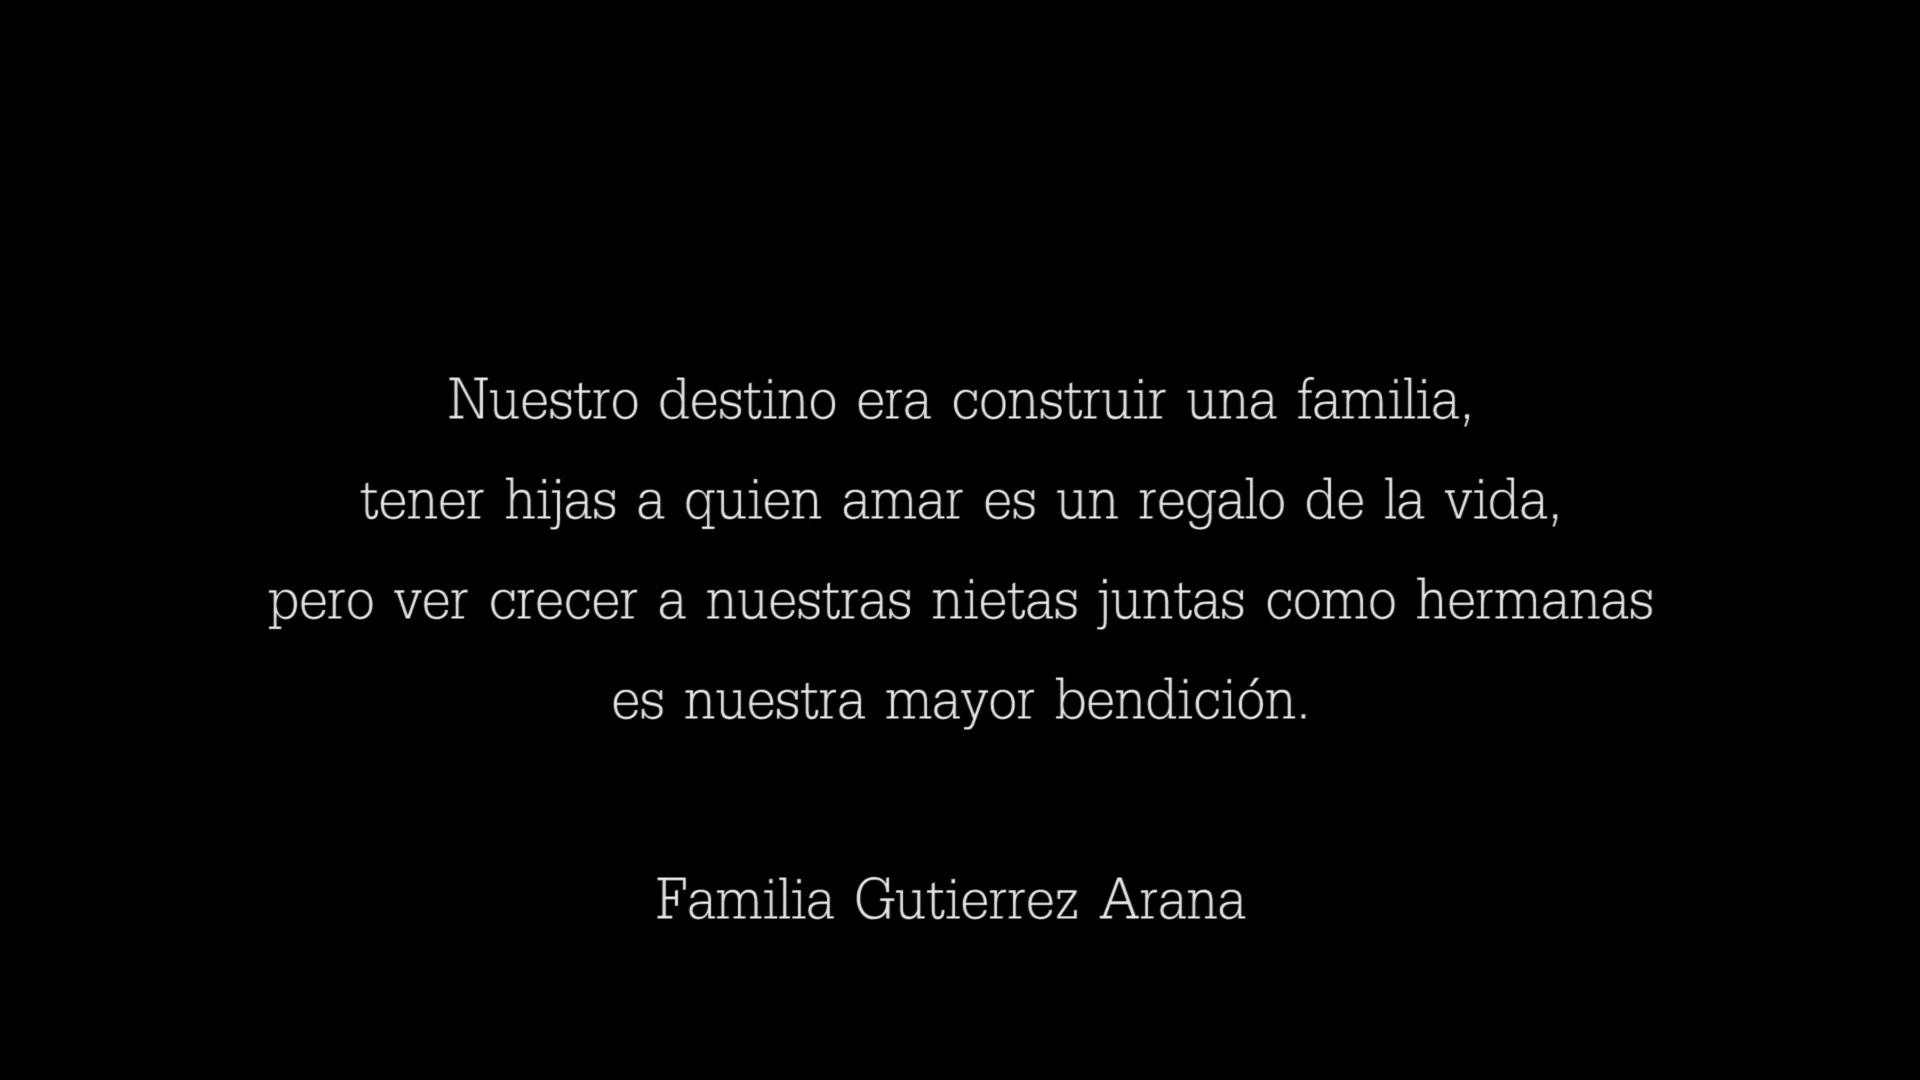 Nuestro destino era construir una familia,
tener hijas a quien amar es un regalo de la vida,
pero ver crecer a nuestras nietas juntas como hermanas
es nuestra mayor bendición.
Familia Gutierrez Arana